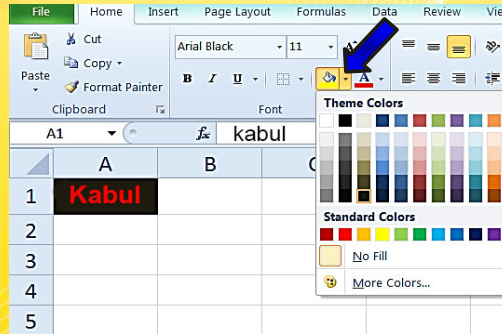 File Home Insert Page Layout Formulas Data Review
Cut
Arial Black 11
Copy
Paste
Format Painter
B I U A
Clipboard Font
A1 fx kabul
A B
1 Kabul
2
3
4
5
Theme Colors
Standard Colors
No Fill
More Colors...